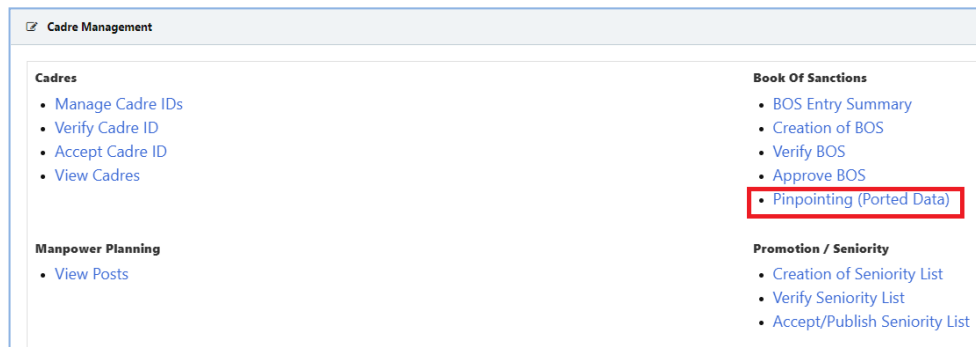 Cadre Management
Cadres
Manage Cadre IDs
Verify Cadre ID
Accept Cadre ID
View Cadres
Book Of Sanctions
BOS Entry Summary
Creation of BOS
Verify BOS
Approve BOS
Pinpointing (Ported Data)
Manpower Planning
View Posts
Promotion / Seniority
Creation of Seniority List
Verify Seniority List
Accept/Publish Seniority List